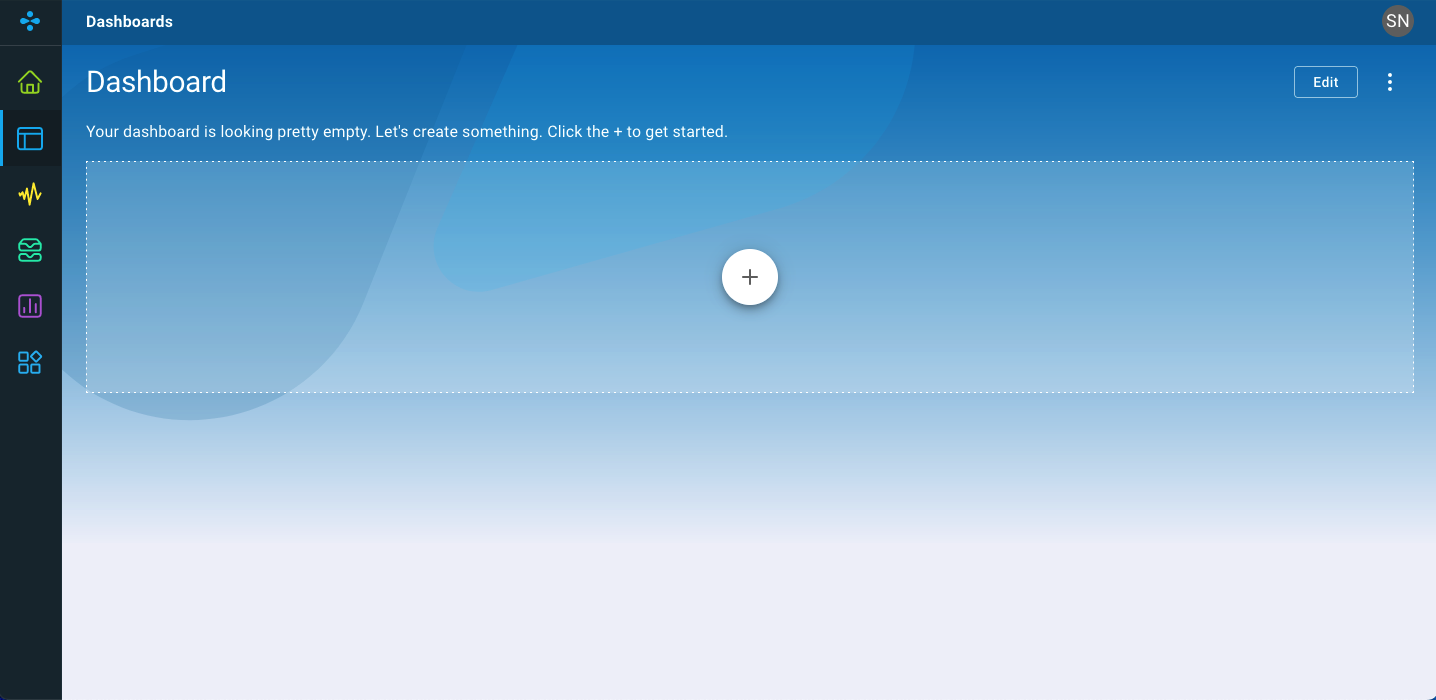 Dashboards
SN
Dashboard
Edit
Your dashboard is looking pretty empty. Let's create something. Click the + to get started.
+